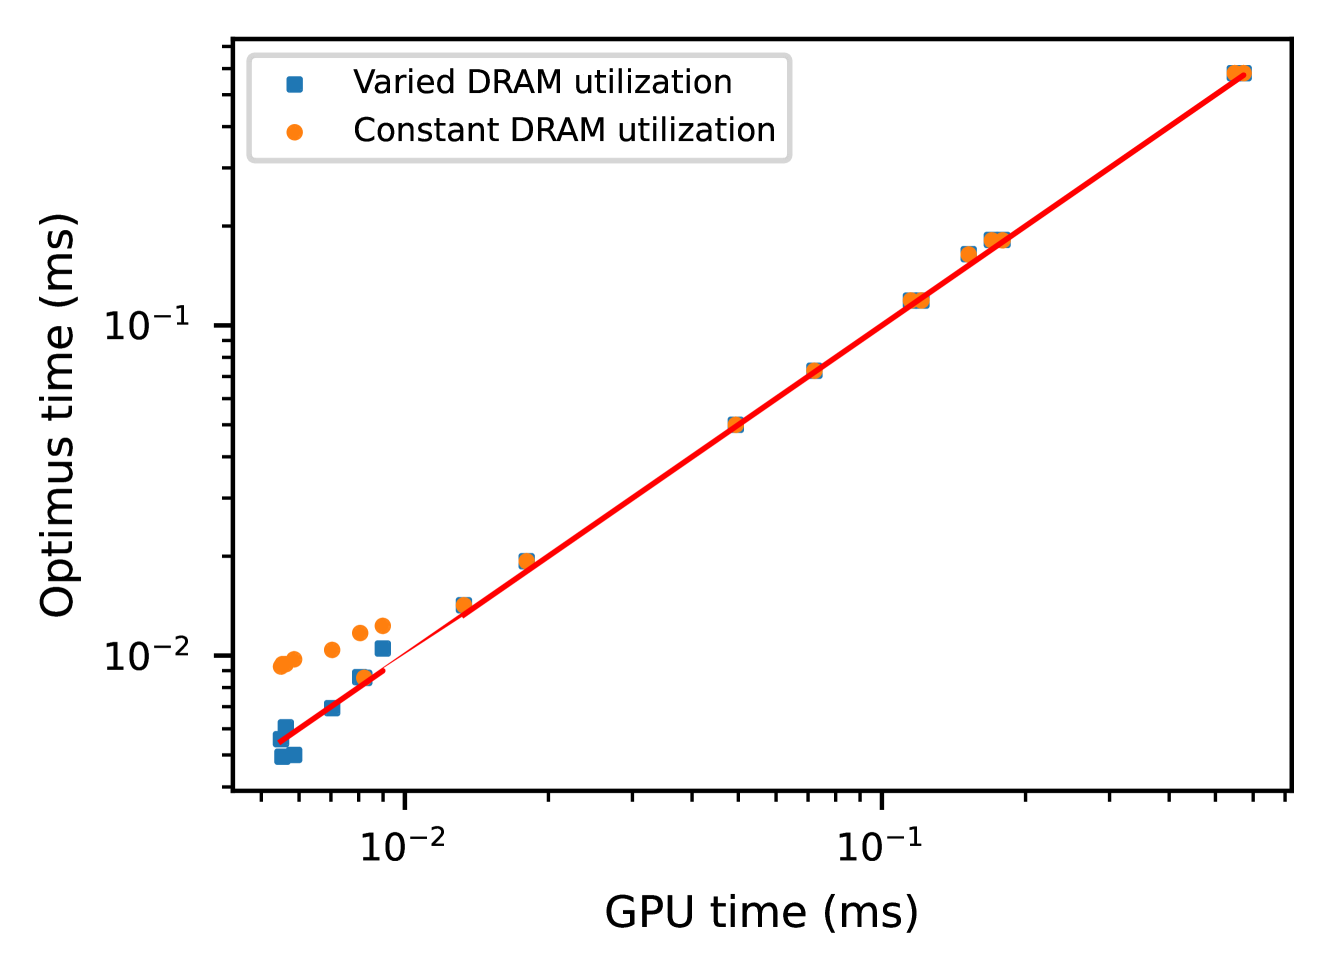 Varied DRAM utilization
Constant DRAM utilization
Optimus time (ms)
10⁻¹
10⁻²
10⁻²
10⁻¹
GPU time (ms)